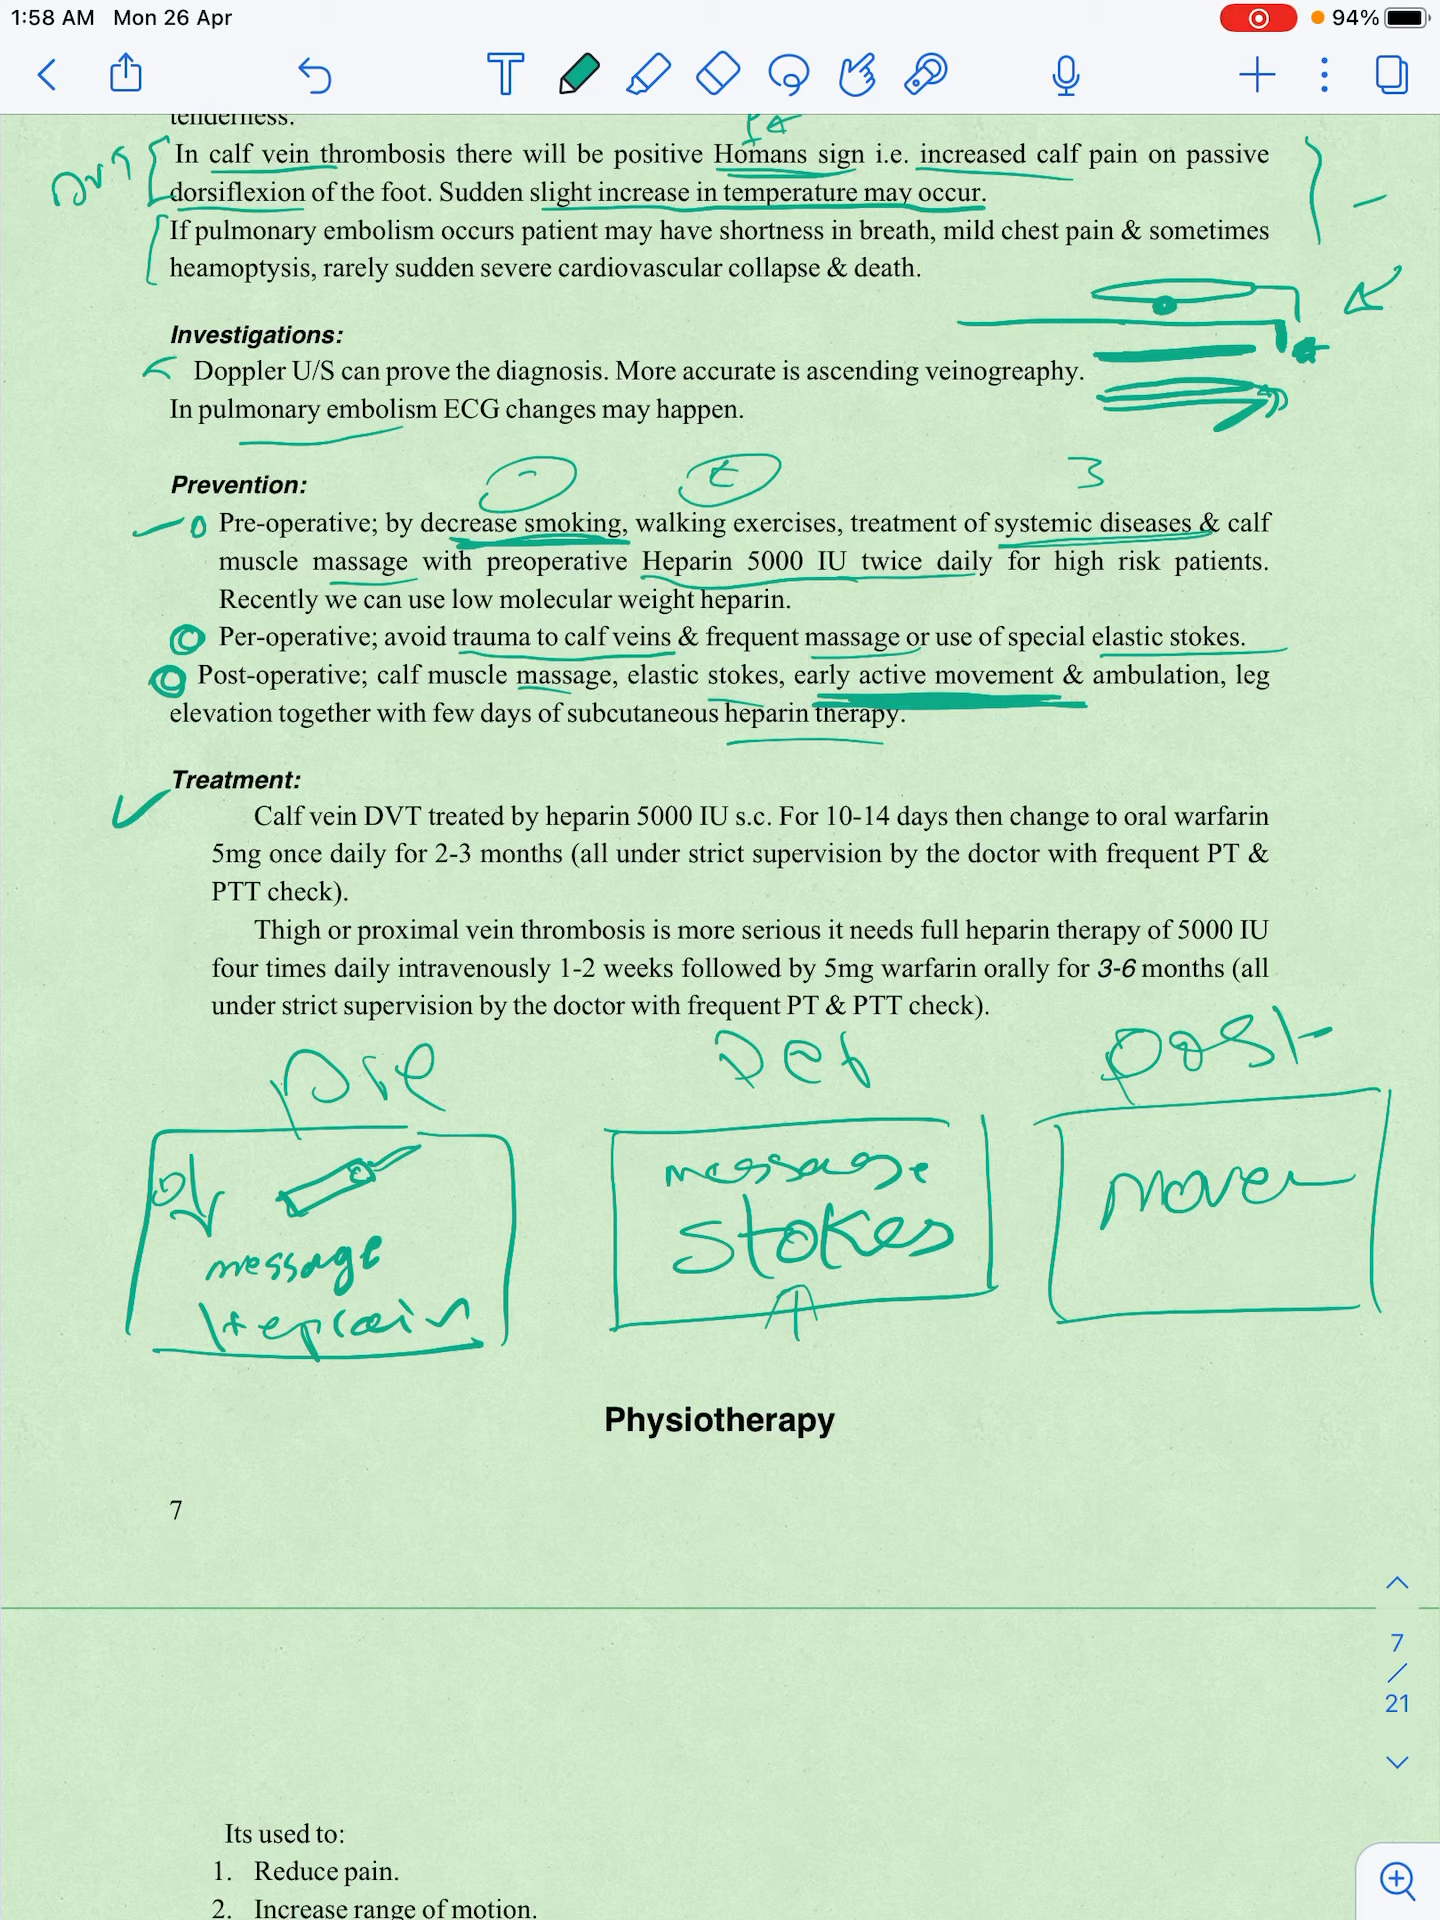 1:58 AM Mon 26 Apr
94%
T
tenderness.
DVT
In calf vein thrombosis there will be positive Homans sign i.e. increased calf pain on passive
dorsiflexion of the foot. Sudden slight increase in temperature may occur.
If pulmonary embolism occurs patient may have shortness in breath, mild chest pain & sometimes
heamoptysis, rarely sudden severe cardiovascular collapse & death.
Investigations:
Doppler U/S can prove the diagnosis. More accurate is ascending veinogreaphy.
In pulmonary embolism ECG changes may happen.
3
Prevention:
Pre-operative; by decrease smoking, walking exercises, treatment of systemic diseases & calf
muscle massage with preoperative Heparin 5000 IU twice daily for high risk patients.
Recently we can use low molecular weight heparin.
Per-operative; avoid trauma to calf veins & frequent massage or use of special elastic stokes.
Post-operative; calf muscle massage, elastic stokes, early active movement & ambulation, leg
elevation together with few days of subcutaneous heparin therapy.
Treatment:
Calf vein DVT treated by heparin 5000 IU s.c. For 10-14 days then change to oral warfarin
5mg once daily for 2-3 months (all under strict supervision by the doctor with frequent PT &
PTT check).
Thigh or proximal vein thrombosis is more serious it needs full heparin therapy of 5000 IU
four times daily intravenously 1-2 weeks followed by 5mg warfarin orally for 3-6 months (all
under strict supervision by the doctor with frequent PT & PTT check).
pre Per post
message
Stokes
move
message
Heprain
Physiotherapy
7
7
/
21
Its used to:
1. Reduce pain.
2. Increase range of motion.